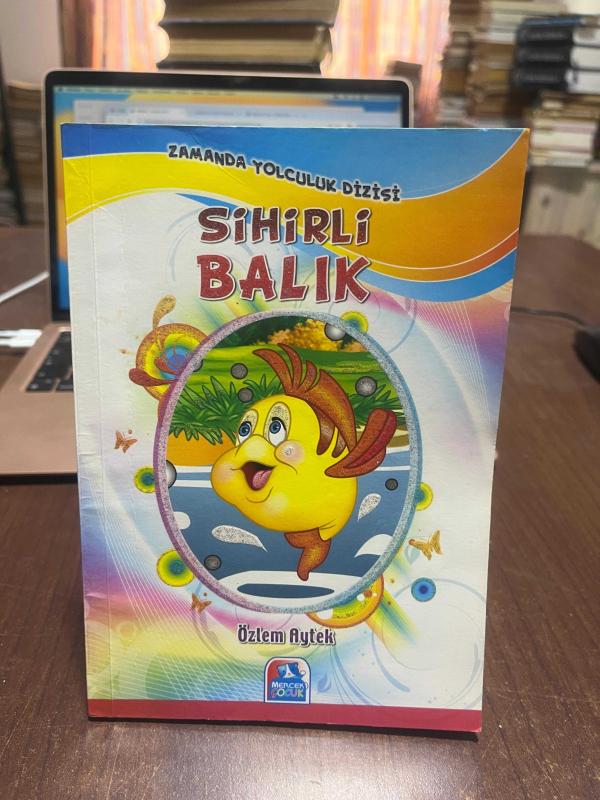 ZAMANDA YOLCULUK DİZİSİ
SİHİRLİ
BALIK
Özlem Aytek
MERCEK
ÇOCUK